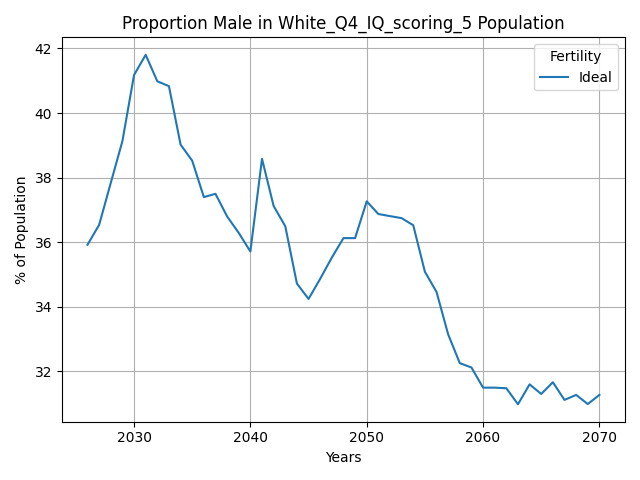 Proportion Male in White_Q4_IQ_scoring_5 Population
Fertility
Ideal
42
40
38
36
34
32
% of Population
2030
2040
2050
2060
2070
Years